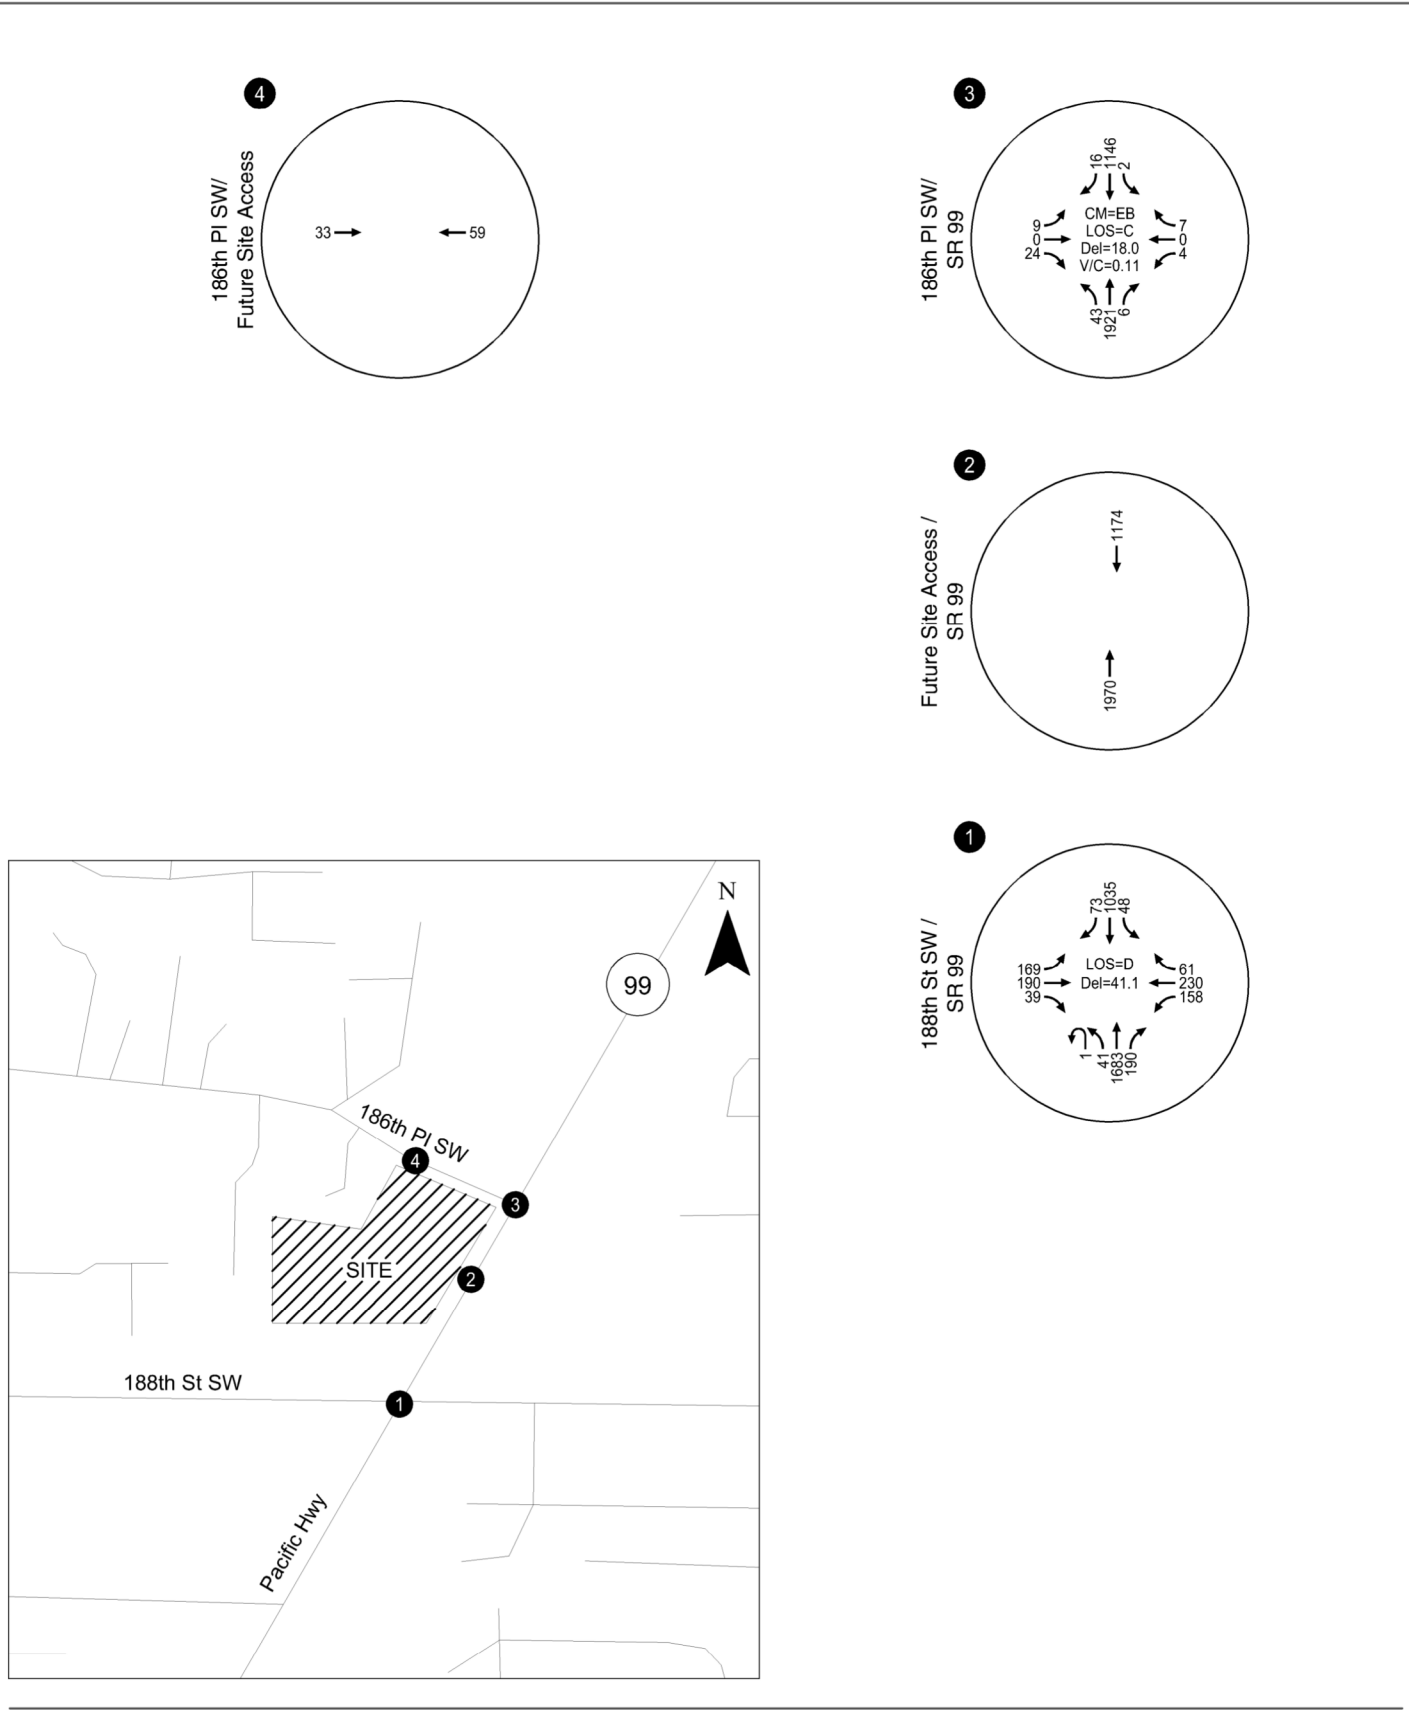 4
186th Pl SW/
Future Site Access
33
59
3
186th Pl SW/
SR 99
16
1146
2
9
0
24
CM=EB
LOS=C
Del=18.0
V/C=0.11
7
0
4
43
1921
6
2
Future Site Access /
SR 99
1174
1970
1
188th St SW /
SR 99
73
1035
48
169
190
39
LOS=D
Del=41.1
61
230
158
1
41
1683
190
N
99
186th Pl SW
4
3
SITE
2
188th St SW
1
Pacific Hwy